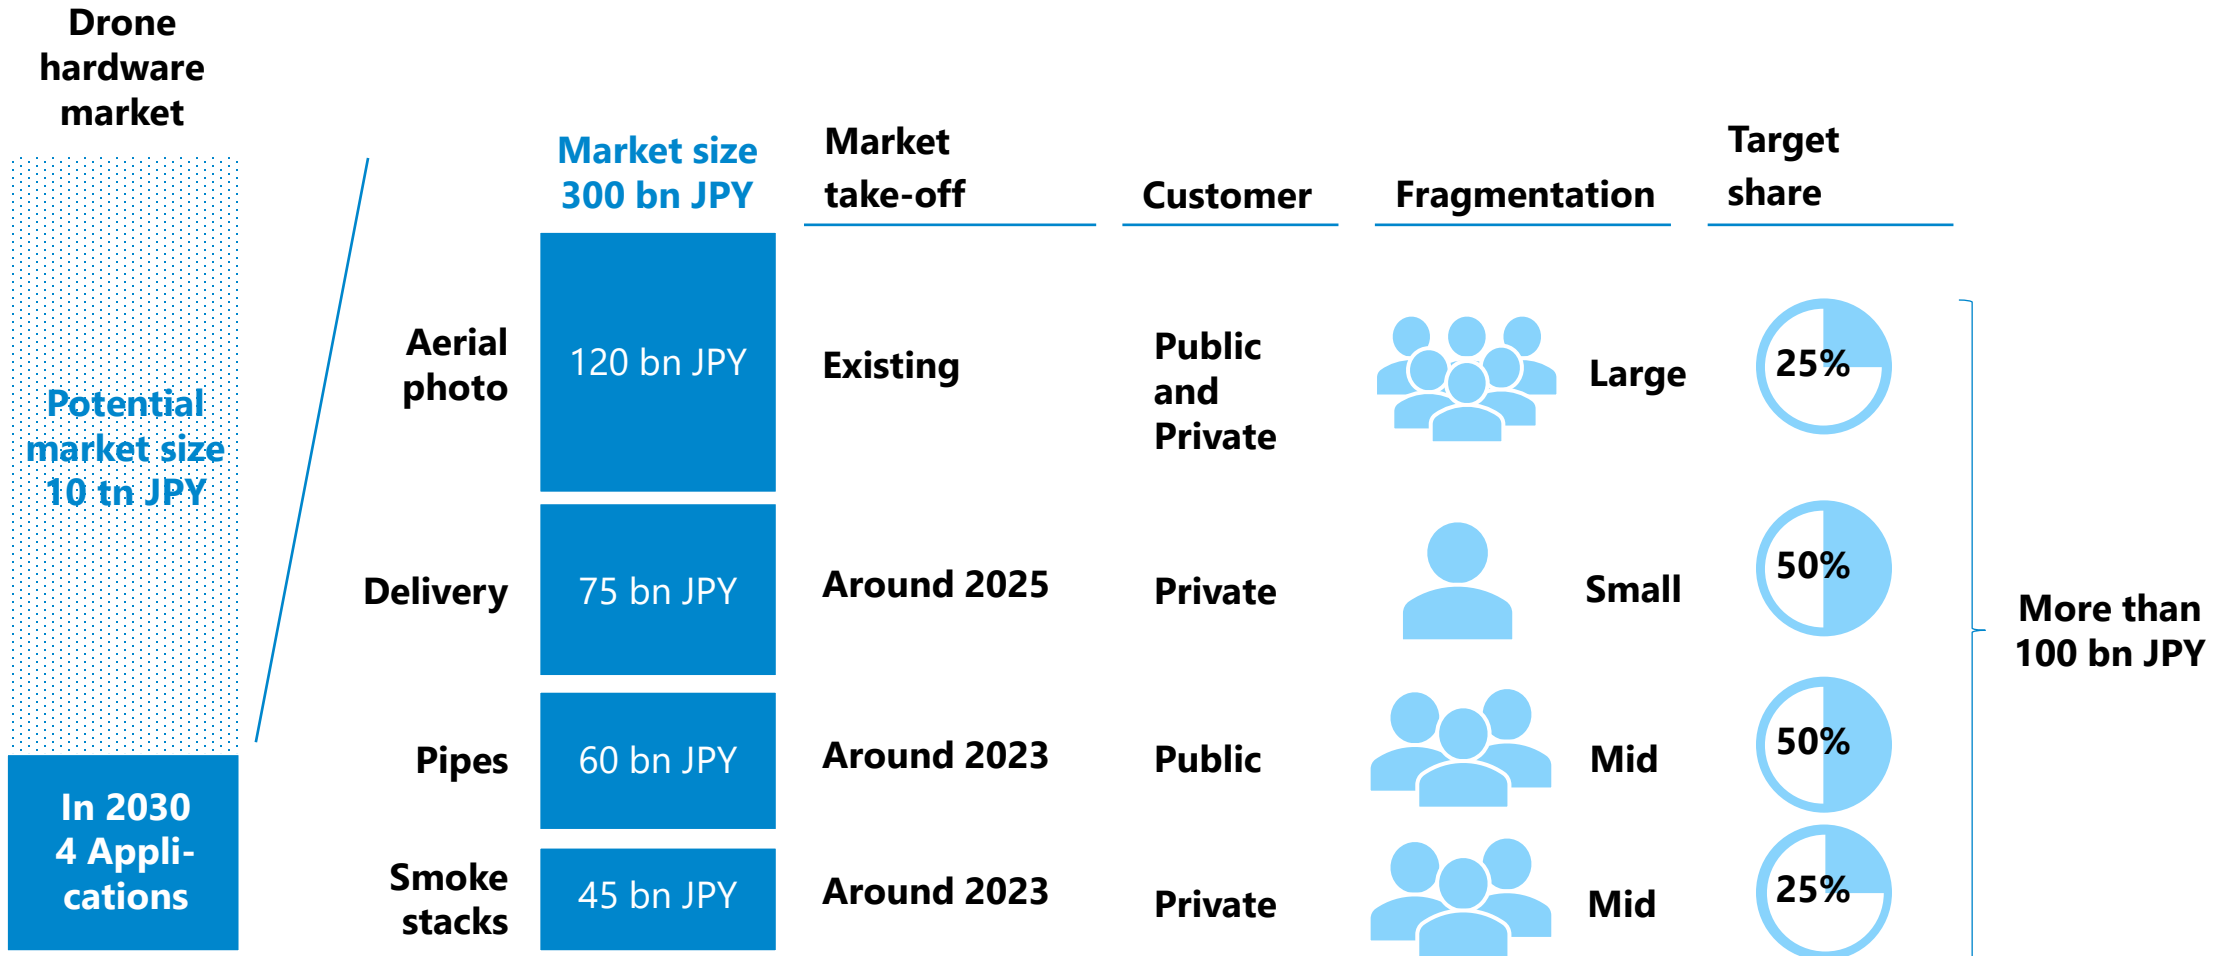 Drone
hardware
market
Potential
market size
10 tn JPY
In 2030
4 Appli-
cations
Market size
300 bn JPY
Market
take-off
Customer
Fragmentation
Target
share
Aerial
photo
120 bn JPY
Existing
Public
and
Private
Large
25%
Delivery
75 bn JPY
Around 2025
Private
Small
50%
Pipes
60 bn JPY
Around 2023
Public
Mid
50%
Smoke
stacks
45 bn JPY
Around 2023
Private
Mid
25%
More than
100 bn JPY